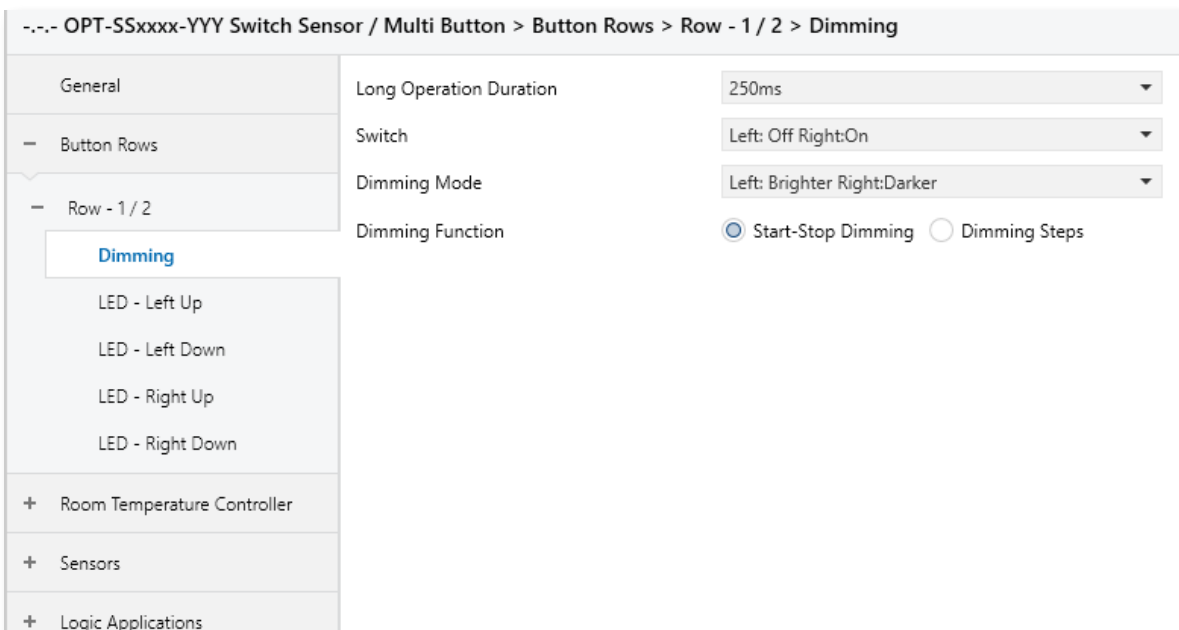 -.-.- OPT-SSxxxx-YYY Switch Sensor / Multi Button > Button Rows > Row - 1 / 2 > Dimming
General
Button Rows
Row - 1 / 2
Dimming
LED - Left Up
LED - Left Down
LED - Right Up
LED - Right Down
Room Temperature Controller
Sensors
Logic Applications
Long Operation Duration 250ms
Switch Left: Off Right:On
Dimming Mode Left: Brighter Right:Darker
Dimming Function Start-Stop Dimming Dimming Steps